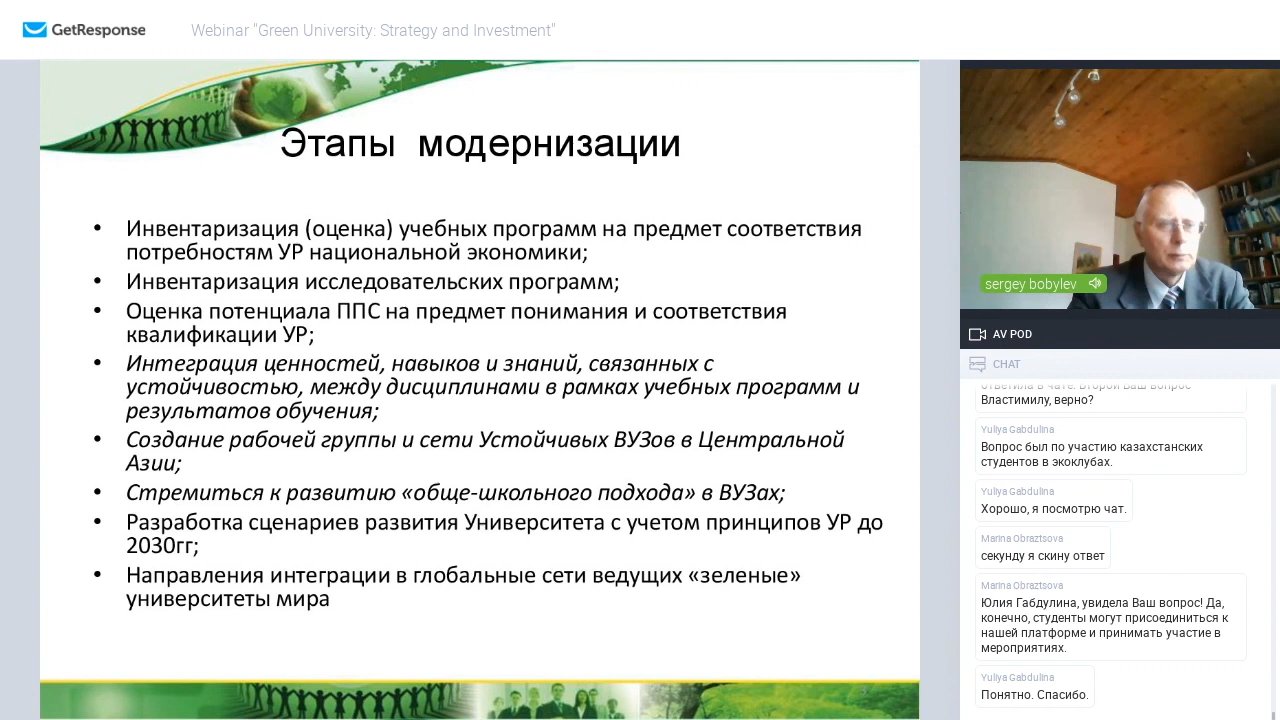 GetResponse
Webinar "Green University: Strategy and Investment"
Этапы модернизации
• Инвентаризация (оценка) учебных программ на предмет соответствия
потребностям УР национальной экономики;
• Инвентаризация исследовательских программ;
• Оценка потенциала ППС на предмет понимания и соответствия
квалификации УР;
• Интеграция ценностей, навыков и знаний, связанных с
устойчивостью, между дисциплинами в рамках учебных программ и
результатов обучения;
• Создание рабочей группы и сети Устойчивых ВУЗов в Центральной
Азии;
• Стремиться к развитию «обще-школьного подхода» в ВУЗах;
• Разработка сценариев развития Университета с учетом принципов УР до
2030гг;
• Направления интеграции в глобальные сети ведущих «зеленые»
университеты мира
sergey bobylev
AV POD
CHAT
ответила в чате. Второй Ваш вопрос
Властимилу, верно?
Yuliya Gabdulina
Вопрос был по участию казахстанских
студентов в экоклубах.
Yuliya Gabdulina
Хорошо, я посмотрю чат.
Marina Obraztsova
секунду я скину ответ
Marina Obraztsova
Юлия Габдулина, увидела Ваш вопрос! Да,
конечно, студенты могут присоединиться к
нашей платформе и принимать участие в
мероприятиях.
Yuliya Gabdulina
Понятно. Спасибо.